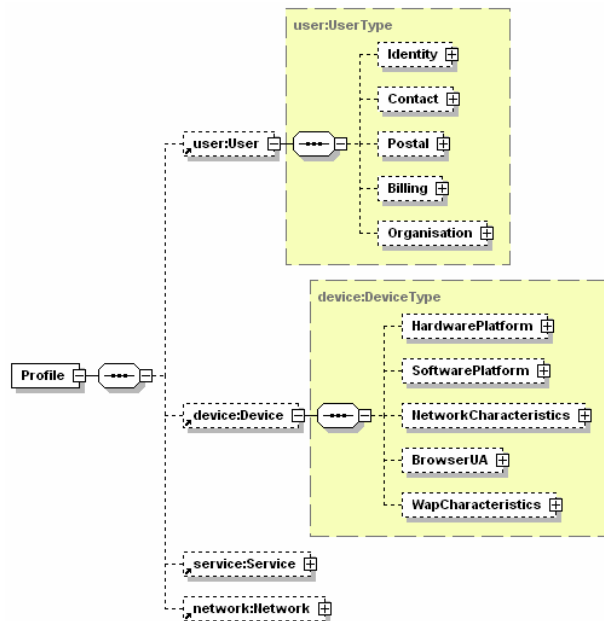 user:UserType
Identity
Contact
user:User
Postal
Billing
Organisation
device:DeviceType
HardwarePlatform
Profile
SoftwarePlatform
device:Device
NetworkCharacteristics
BrowserUA
WapCharacteristics
service:Service
network:Network